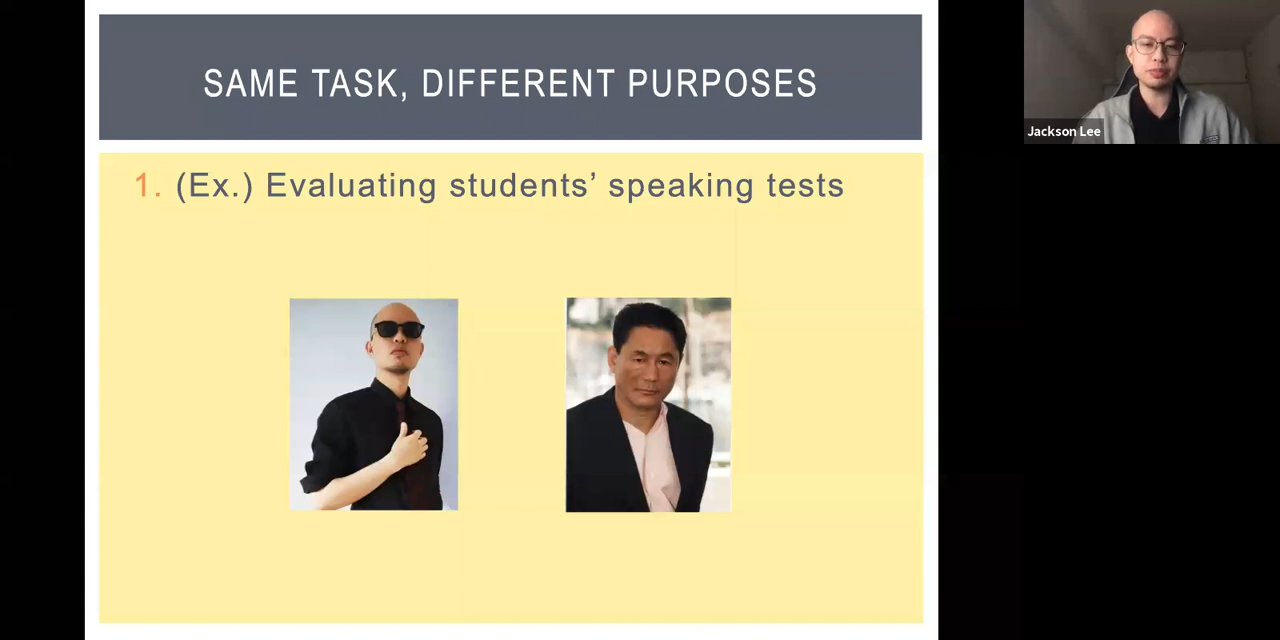 SAME TASK, DIFFERENT PURPOSES
1. (Ex.) Evaluating students’ speaking tests
Jackson Lee